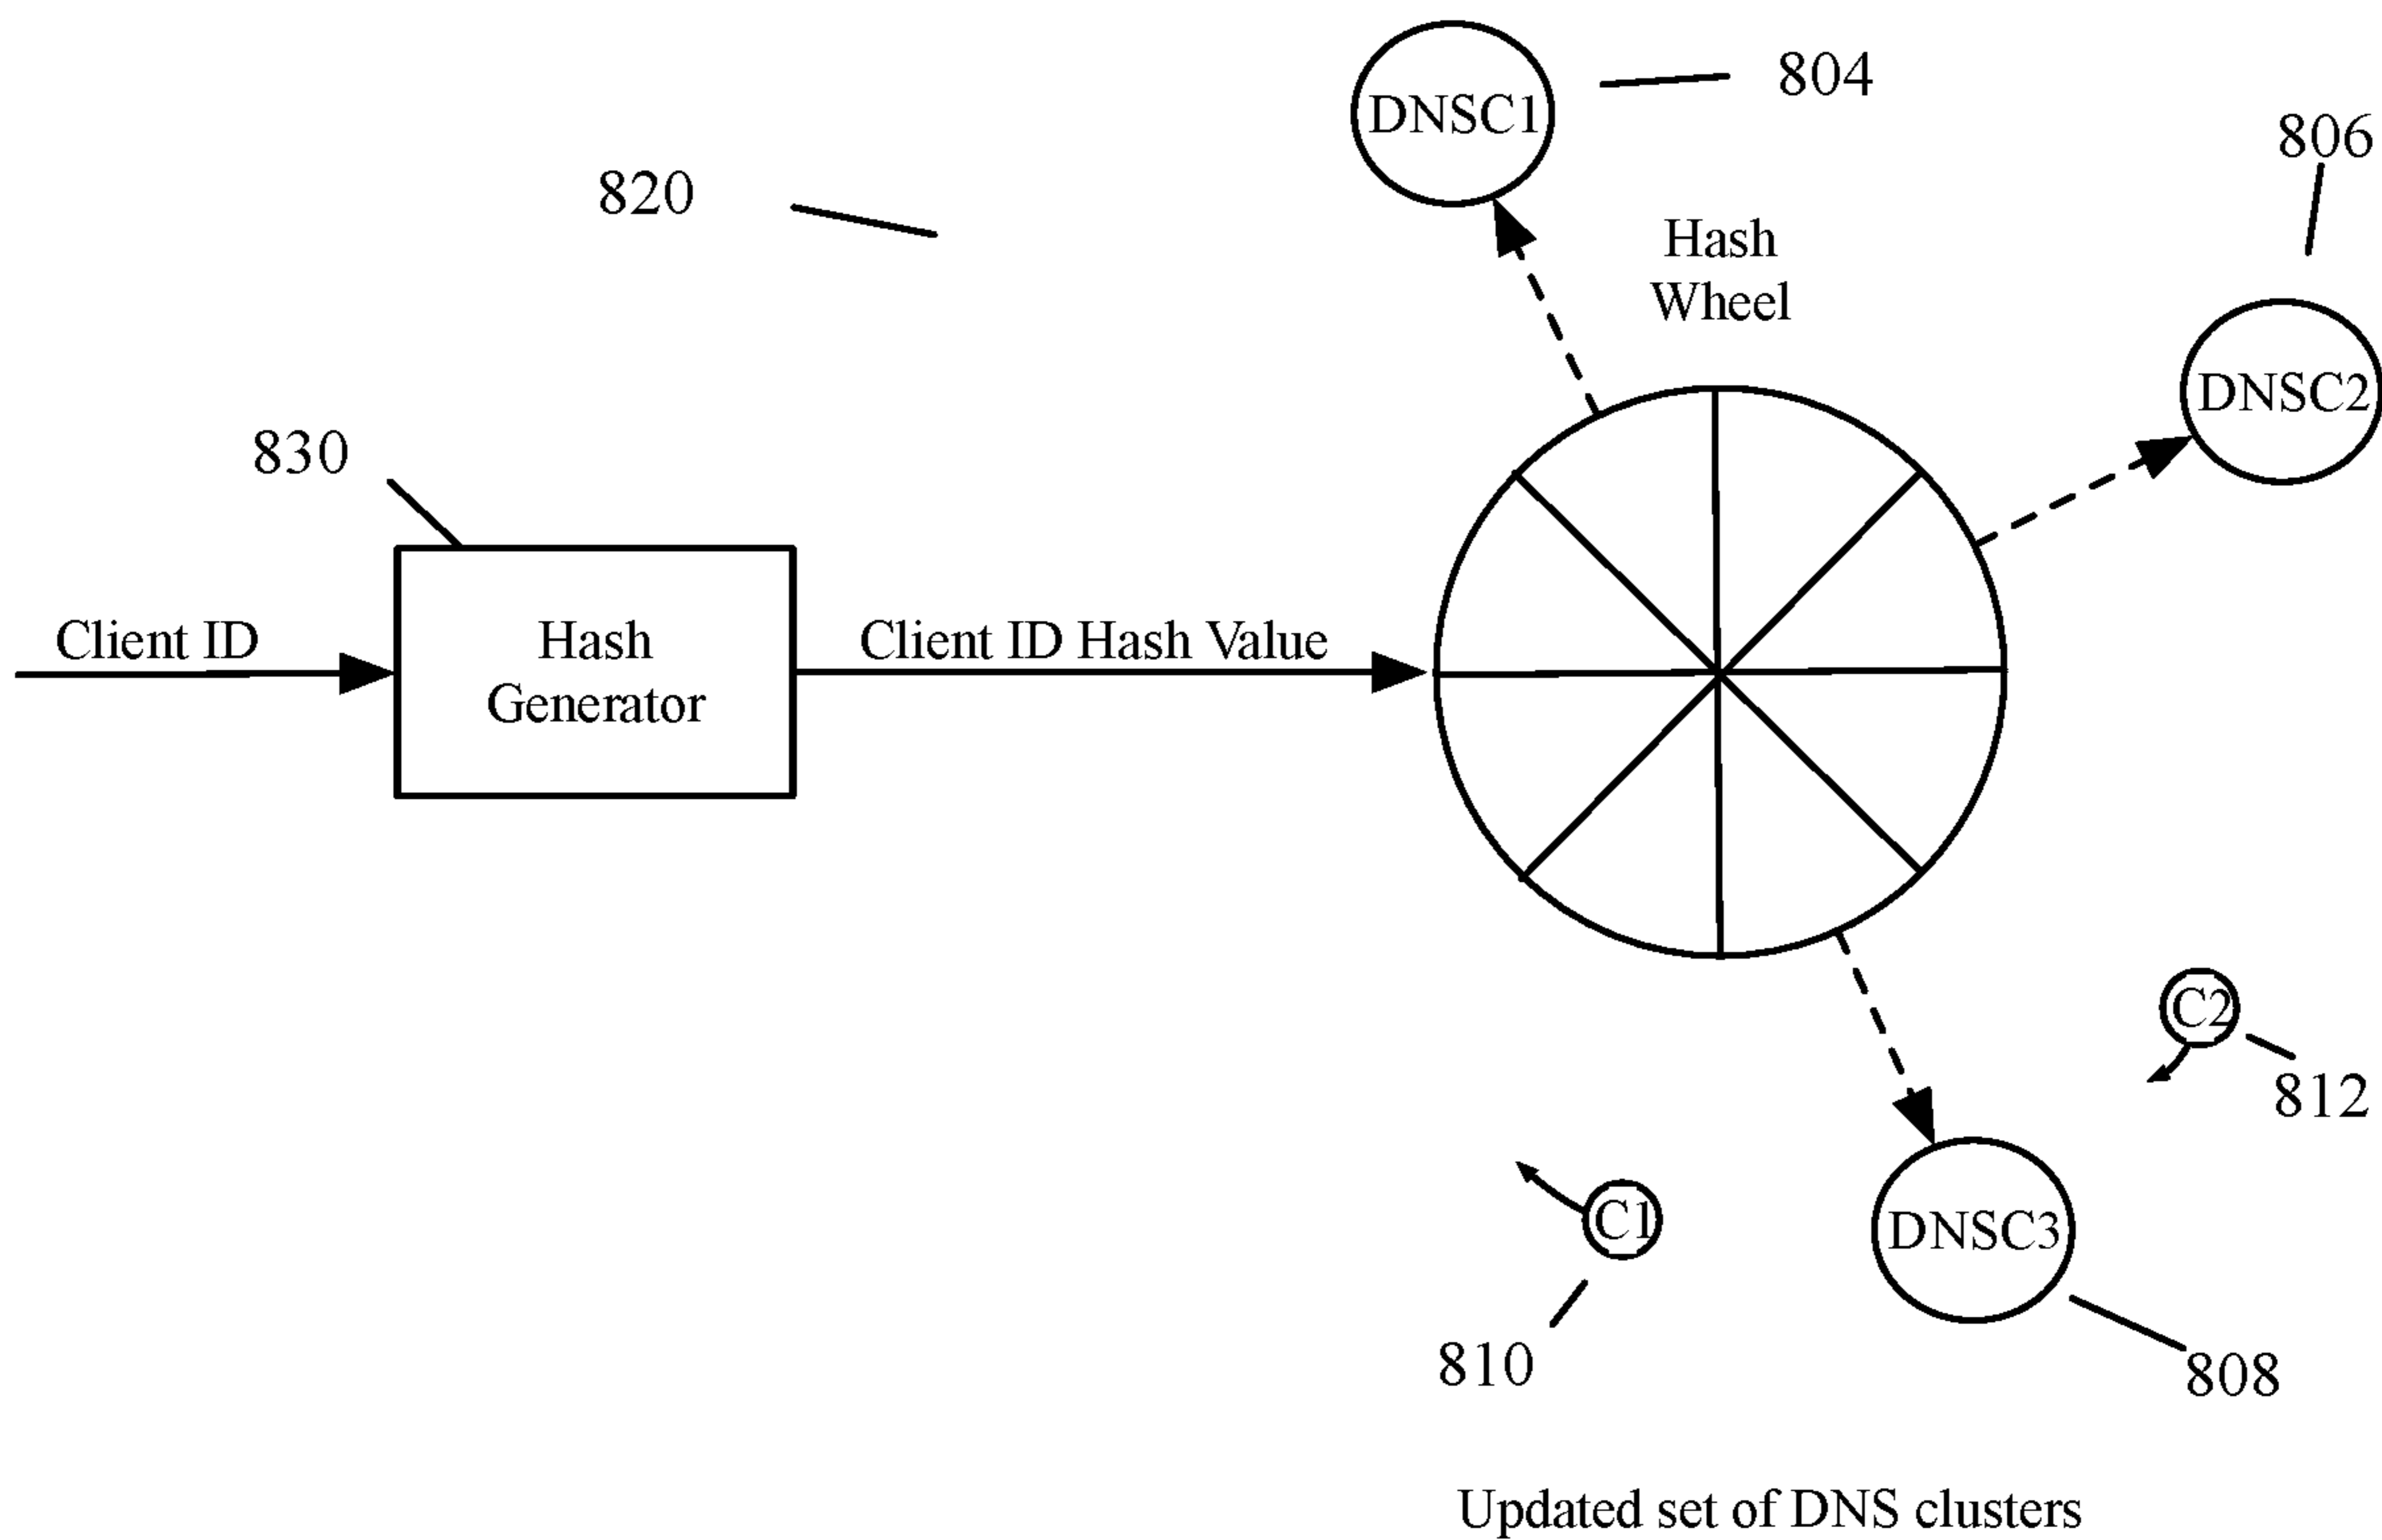 DNSC1
804
806
820
Hash
Wheel
DNSC2
830
Client ID
Hash
Generator
Client ID Hash Value
C2
812
C1
DNSC3
810
808
Updated set of DNS clusters